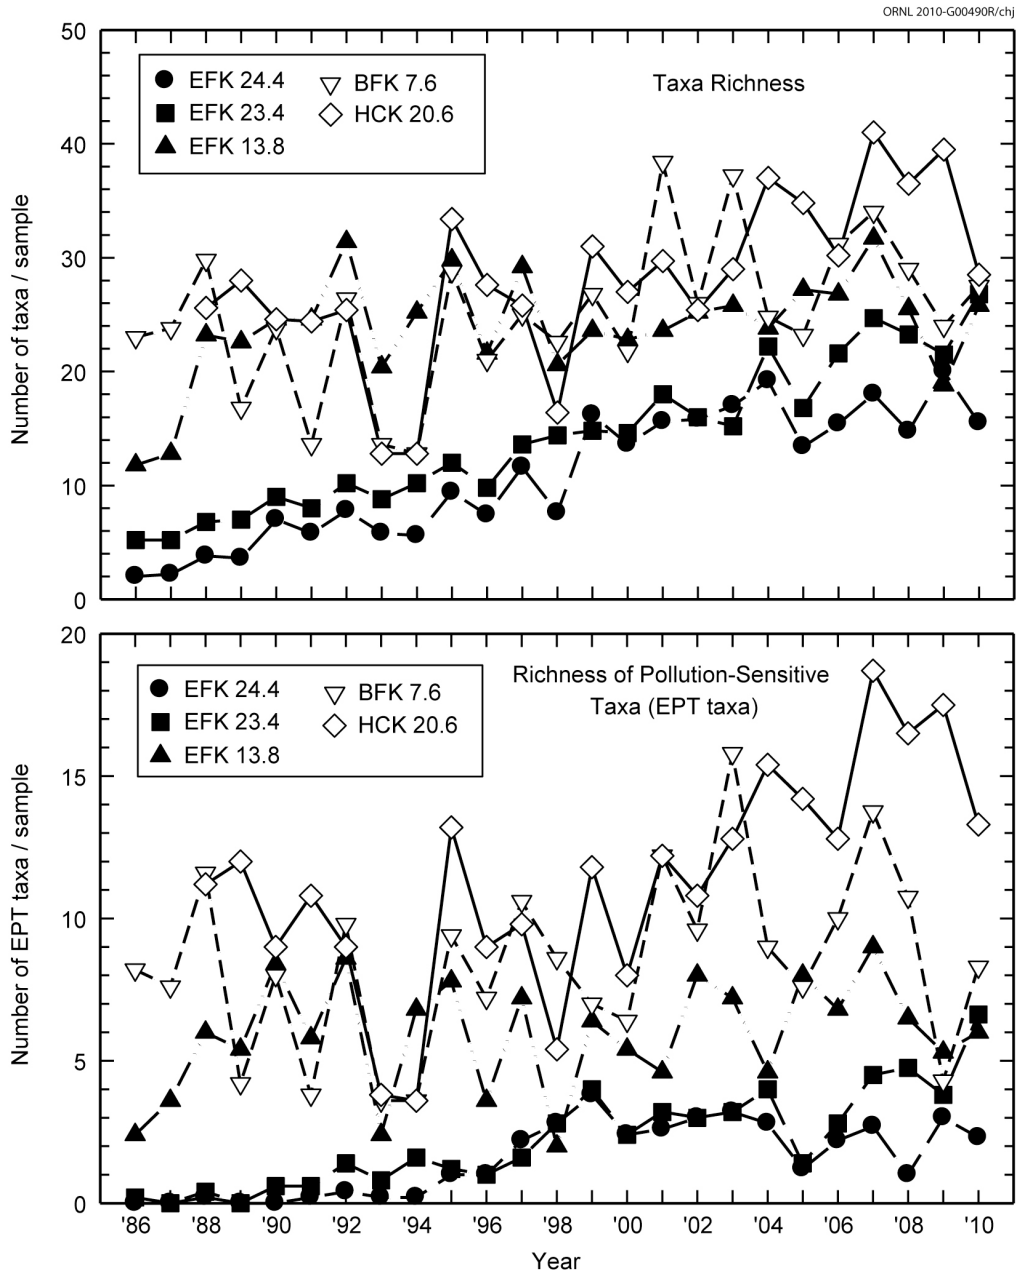 ORNL 2010-G00490R/chj
50
40
30
20
10
0
Number of taxa / sample
EFK 24.4
EFK 23.4
EFK 13.8
BFK 7.6
HCK 20.6
Taxa Richness
20
15
10
5
0
Number of EPT taxa / sample
EFK 24.4
EFK 23.4
EFK 13.8
BFK 7.6
HCK 20.6
Richness of Pollution-Sensitive
Taxa (EPT taxa)
'86 '88 '90 '92 '94 '96 '98 '00 '02 '04 '06 '08 '10
Year